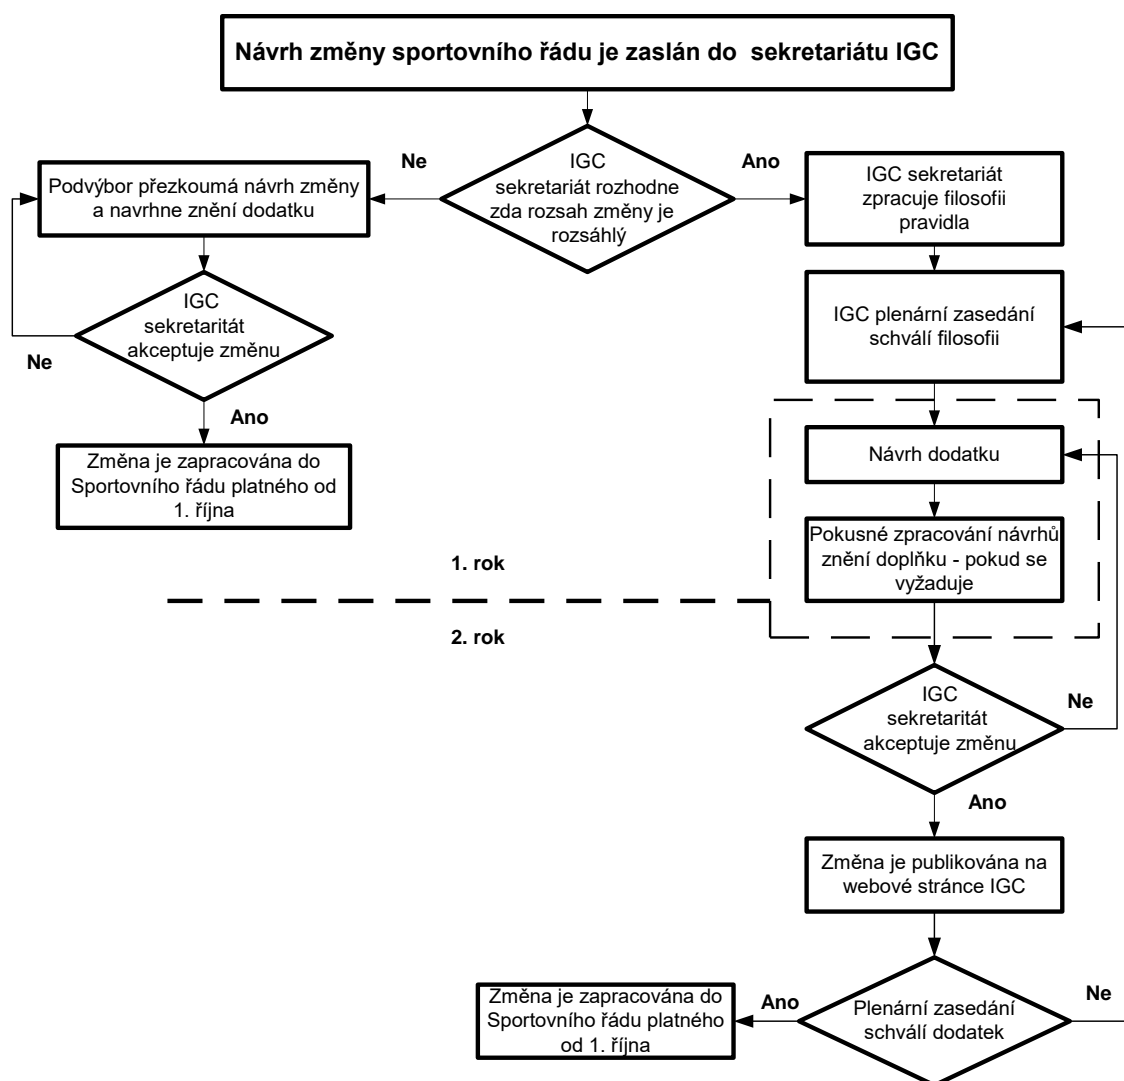 Návrh změny sportovního řádu je zaslán do sekretariátu IGC
Ne
IGC
sekretariát rozhodne
zda rozsah změny je
rozsáhlý
Ano
Podvýbor přezkoumá návrh změny
a navrhne znění dodatku
IGC sekretariát
zpracuje filosofii
pravidla
IGC
sekretaritát
akceptuje změnu
Ne
Ano
IGC plenární zasedání
schválí filosofii
Změna je zapracována do
Sportovního řádu platného od
1. října
Návrh dodatku
Pokusné zpracování návrhů
znění doplňku - pokud se
vyžaduje
1. rok
2. rok
IGC
sekretaritát
akceptuje změnu
Ne
Ano
Změna je publikována na
webové stránce IGC
Plenární zasedání
schválí dodatek
Ano
Ne
Změna je zapracována do
Sportovního řádu platného
od 1. října